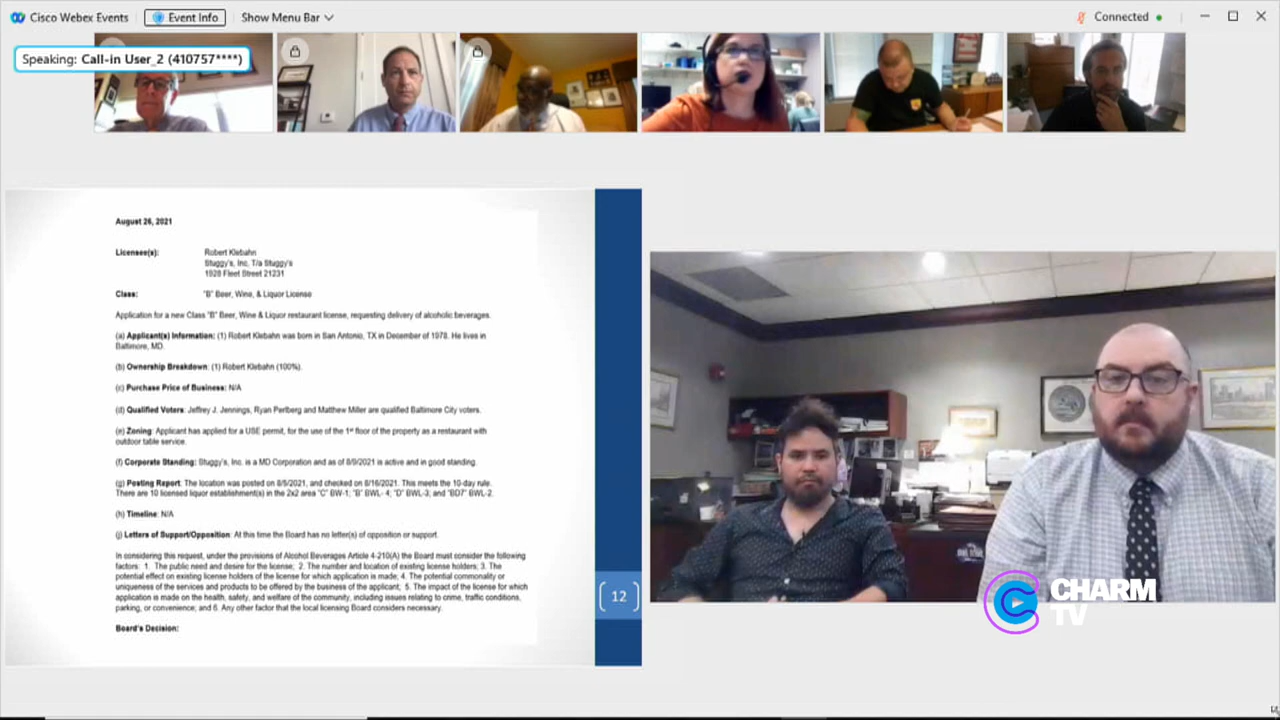 Cisco Webex Events
Event Info
Show Menu Bar
Connected
Speaking: Call-in User_2 (410757****)
August 26, 2021
Licensee(s): Robert Klebahn
Stuggy's, Inc. T/a Stuggy's
1928 Fleet Street 21231
Class: "B" Beer, Wine, & Liquor License
Application for a new Class "B" Beer, Wine & Liquor restaurant license, requesting delivery of alcoholic beverages.
(a) Applicant(s) Information: (1) Robert Klebahn was born in San Antonio, TX in December of 1978. He lives in
Baltimore, MD.
(b) Ownership Breakdown: (1) Robert Klebahn (100%).
(c) Purchase Price of Business: N/A
(d) Qualified Voters: Jeffrey J. Jennings, Ryan Perlberg and Matthew Miller are qualified Baltimore City voters.
(e) Zoning: Applicant has applied for a USE permit, for the use of the 1st floor of the property as a restaurant with
outdoor table service.
(f) Corporate Standing: Stuggy's, Inc. is a MD Corporation and as of 8/9/2021 is active and in good standing.
(g) Posting Report: The location was posted on 8/5/2021, and checked on 8/16/2021. This meets the 10-day rule.
There are 10 licensed liquor establishment(s) in the 2x2 area "C" BW-1; "B" BWL- 4; "D" BWL-3; and "BD7" BWL-2.
(h) Timeline: N/A
(j) Letters of Support/Opposition: At this time the Board has no letter(s) of opposition or support.
In considering this request, under the provisions of Alcohol Beverages Article 4-210(A) the Board must consider the following
factors: 1. The public need and desire for the license; 2. The number and location of existing license holders; 3. The
potential effect on existing license holders of the license for which application is made; 4. The potential commonality or
uniqueness of the services and products to be offered by the business of the applicant; 5. The impact of the license for which
application is made on the health, safety, and welfare of the community, including issues relating to crime, traffic conditions,
parking, or convenience; and 6. Any other factor that the local licensing Board considers necessary.
Board's Decision:
12
CHARM
TV